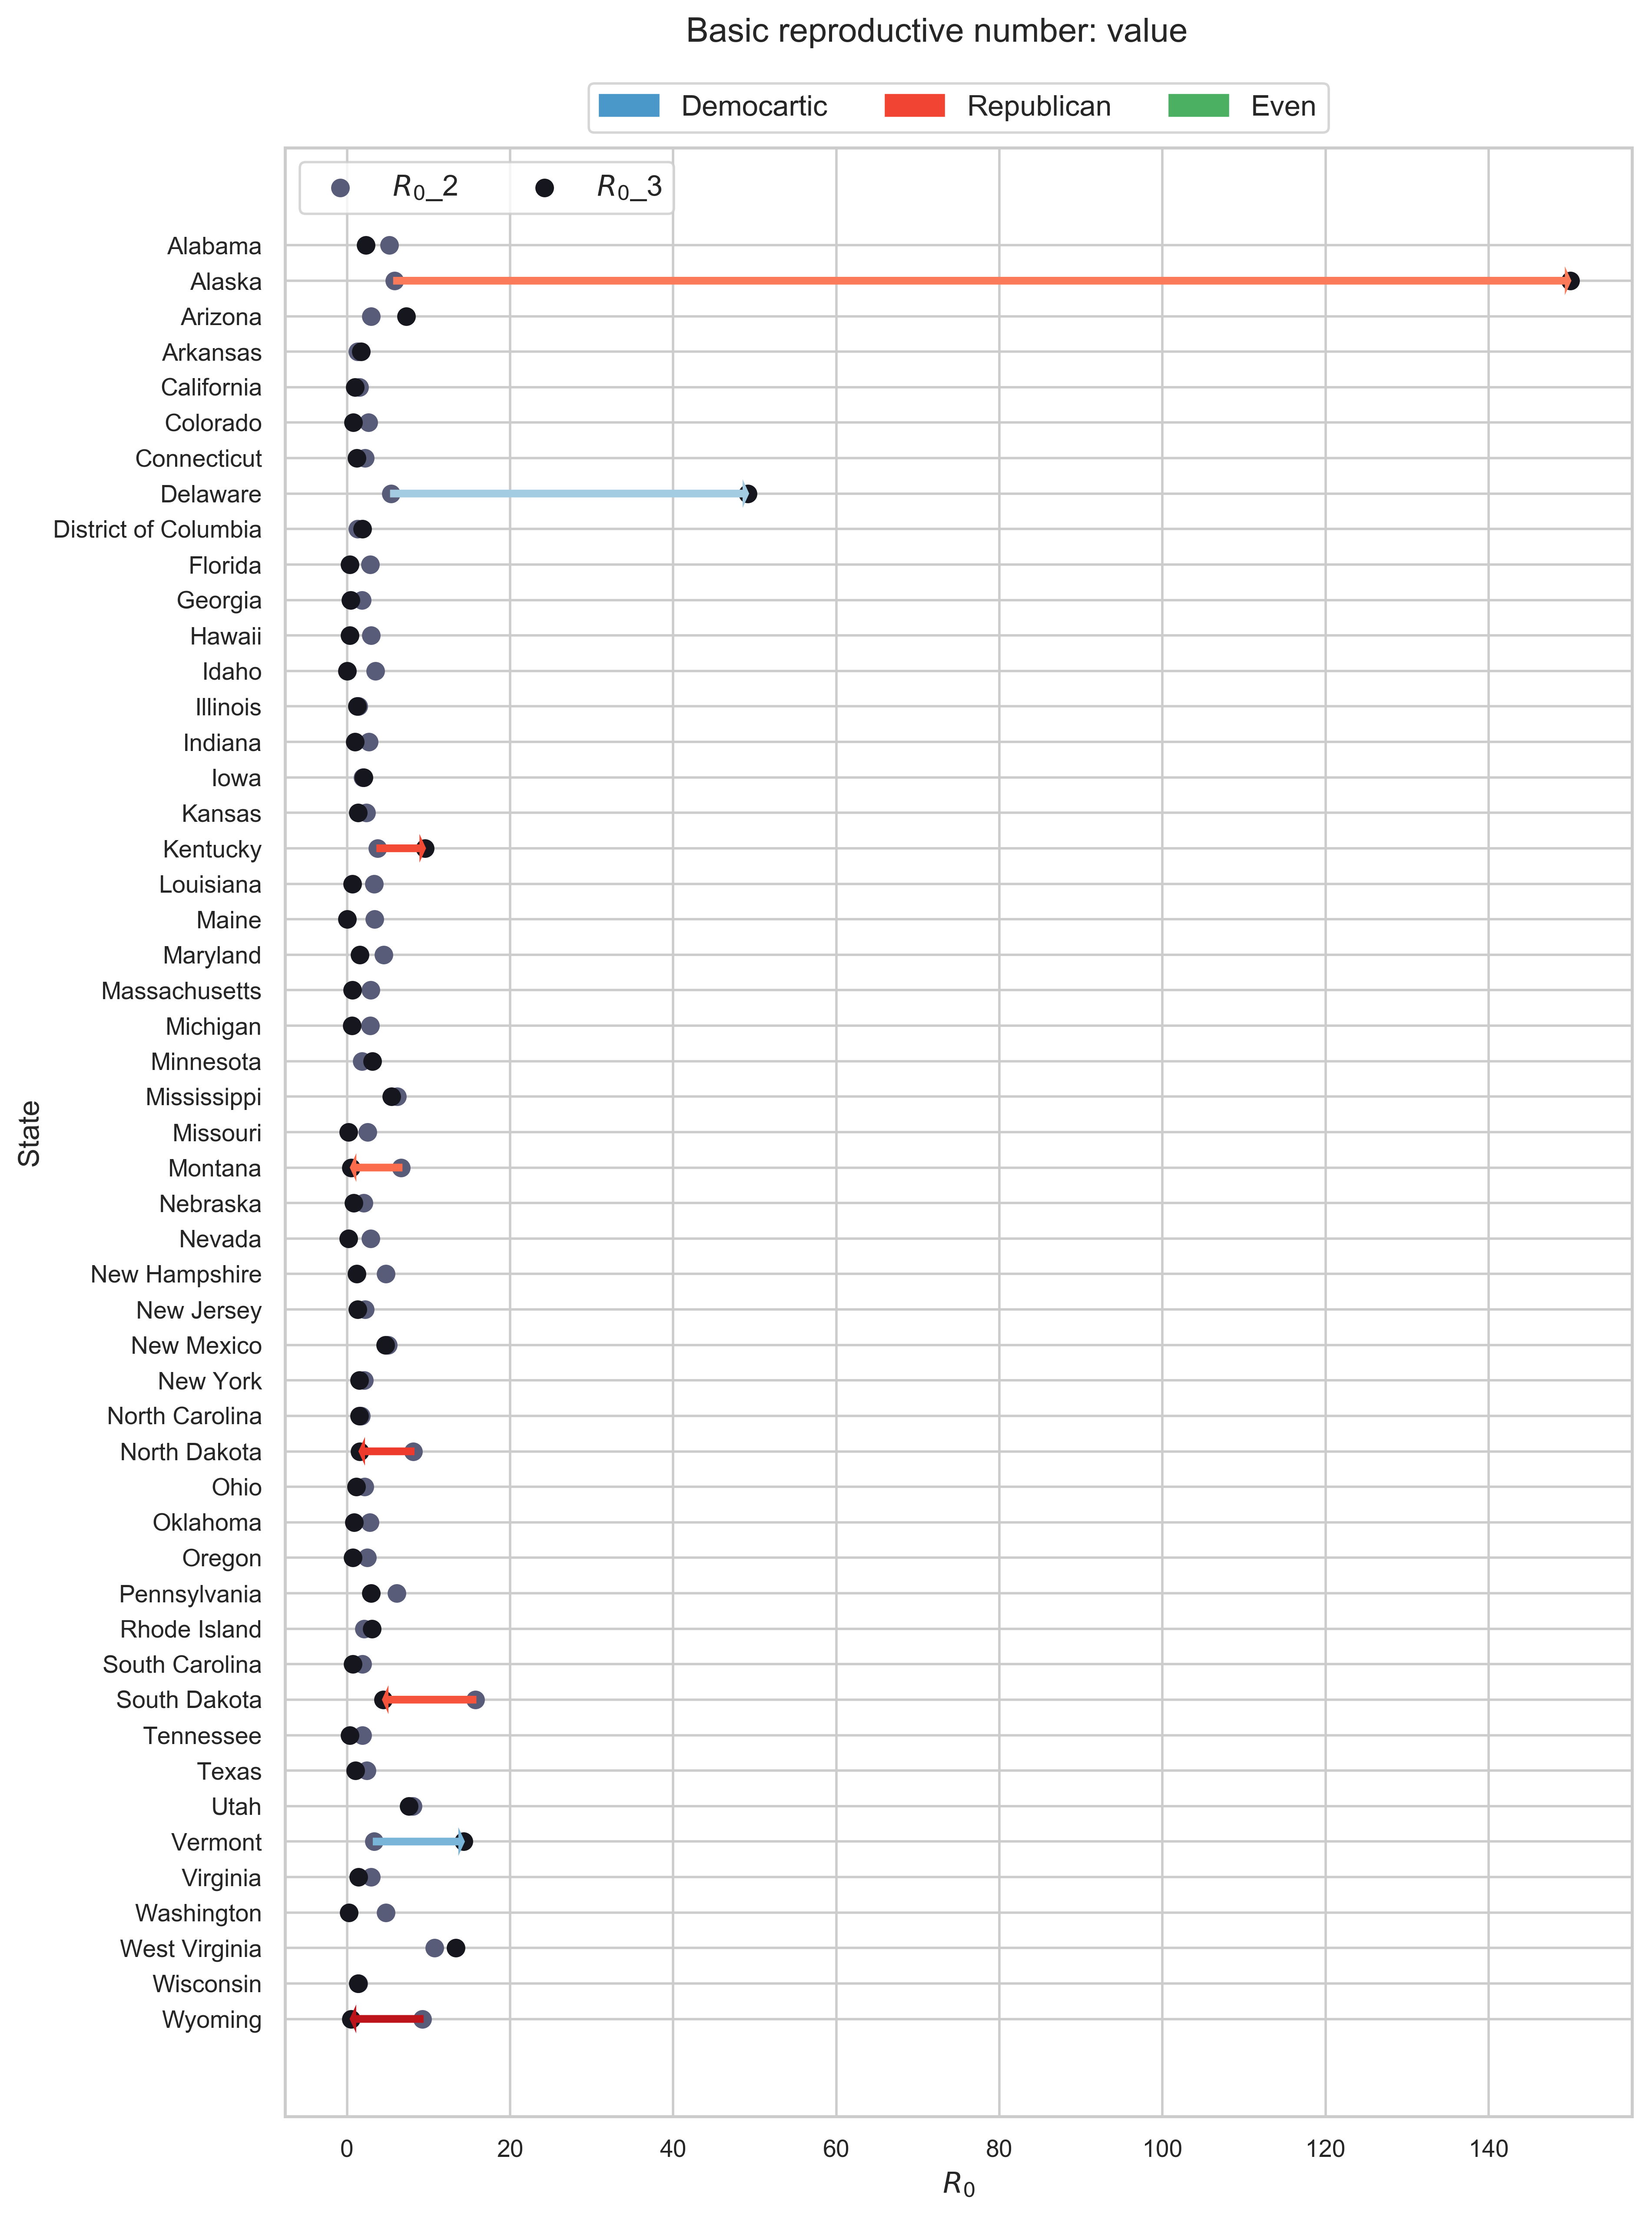 Basic reproductive number: value
Democartic Republican Even
R₀_2 R₀_3
Alabama
Alaska
Arizona
Arkansas
California
Colorado
Connecticut
Delaware
District of Columbia
Florida
Georgia
Hawaii
Idaho
Illinois
Indiana
Iowa
Kansas
Kentucky
Louisiana
Maine
Maryland
Massachusetts
Michigan
Minnesota
Mississippi
Missouri
Montana
Nebraska
Nevada
New Hampshire
New Jersey
New Mexico
New York
North Carolina
North Dakota
Ohio
Oklahoma
Oregon
Pennsylvania
Rhode Island
South Carolina
South Dakota
Tennessee
Texas
Utah
Vermont
Virginia
Washington
West Virginia
Wisconsin
Wyoming
State
0 20 40 60 80 100 120 140
R₀